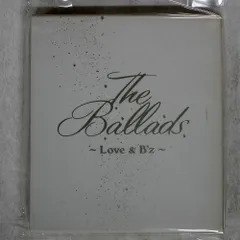 The
Ballads
~ Love & B'z ~